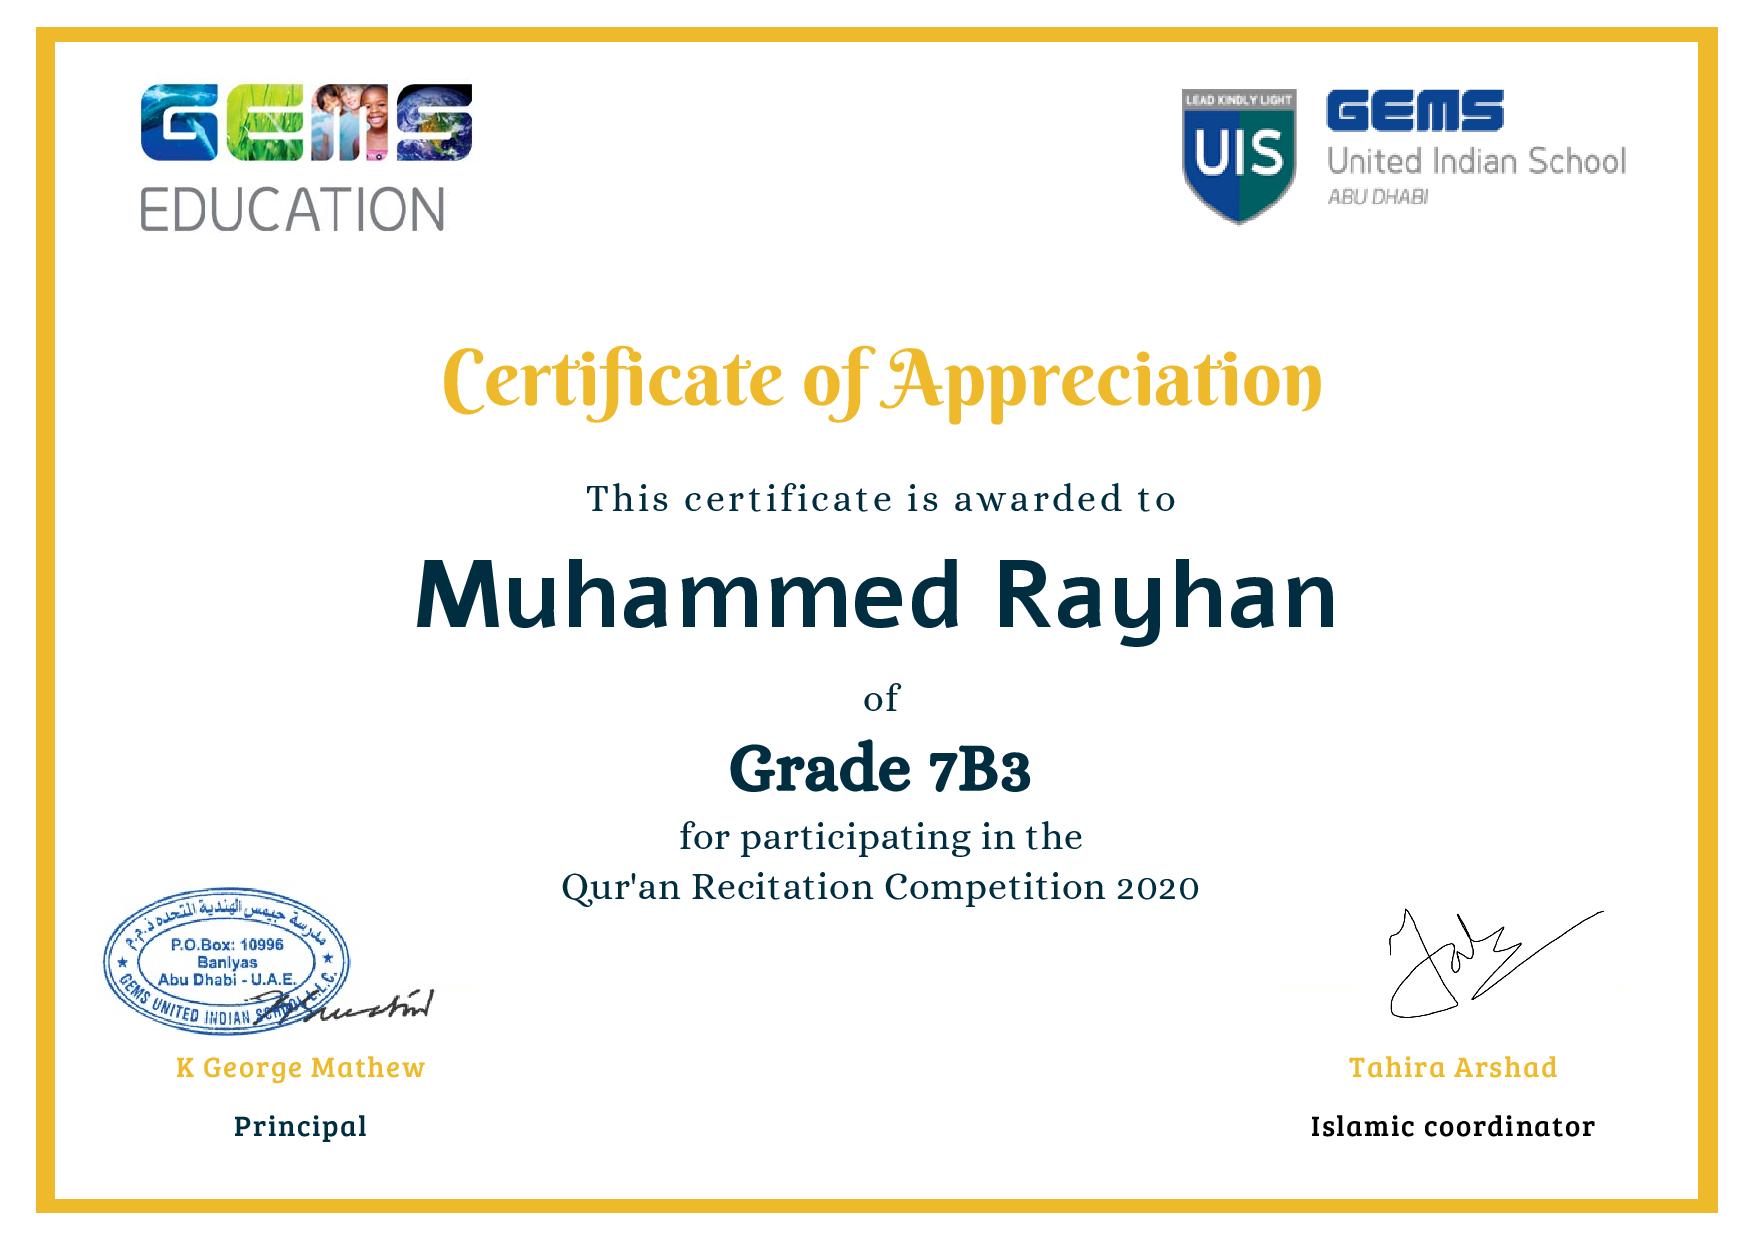 GEMS
EDUCATION
LEAD KINDLY LIGHT
UIS
GEMS
United Indian School
ABU DHABI
Certificate of Appreciation
This certificate is awarded to
Muhammed Rayhan
of
Grade 7B3
for participating in the
Qur'an Recitation Competition 2020
مدرسة جيمس الهندية المتحدة ذ.م.م
P.O.Box: 10996
Baniyas
Abu Dhabi - U.A.E.
GEMS UNITED INDIAN SCHOOL L.L.C.
K George Mathew
Principal
Tahira Arshad
Islamic coordinator